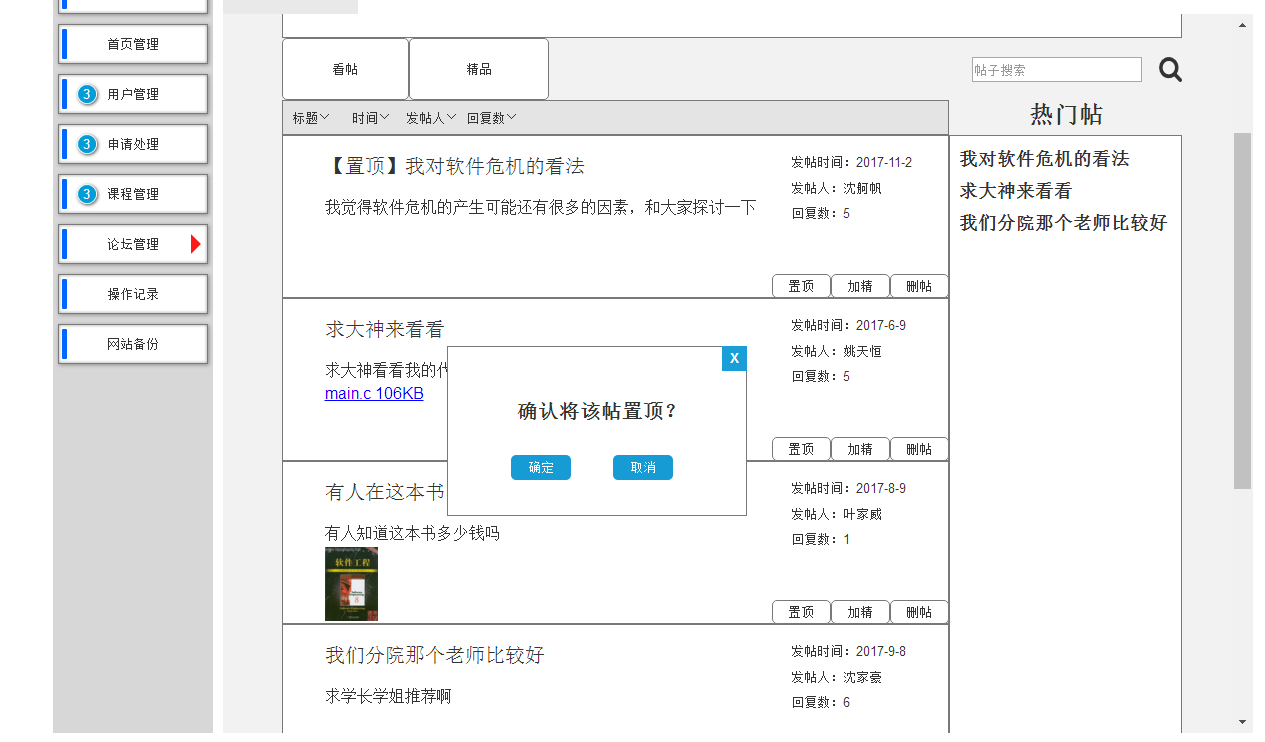 首页管理
3 用户管理
3 申请处理
3 课程管理
论坛管理
操作记录
网站备份
看帖 精品
帖子搜索
标题 时间 发帖人 回复数
热门帖
我对软件危机的看法
求大神来看看
我们分院那个老师比较好
【置顶】我对软件危机的看法
我觉得软件危机的产生可能还有很多的因素，和大家探讨一下
发帖时间：2017-11-2
发帖人：沈舸帆
回复数：5
置顶 加精 删帖
求大神来看看
求大神看看我的代
main.c 106KB
发帖时间：2017-6-9
发帖人：姚天恒
回复数：5
置顶 加精 删帖
X
确认将该帖置顶？
确定 取消
有人在这本书
有人知道这本书多少钱吗
软件工程
发帖时间：2017-8-9
发帖人：叶家威
回复数：1
置顶 加精 删帖
我们分院那个老师比较好
求学长学姐推荐啊
发帖时间：2017-9-8
发帖人：沈家豪
回复数：6